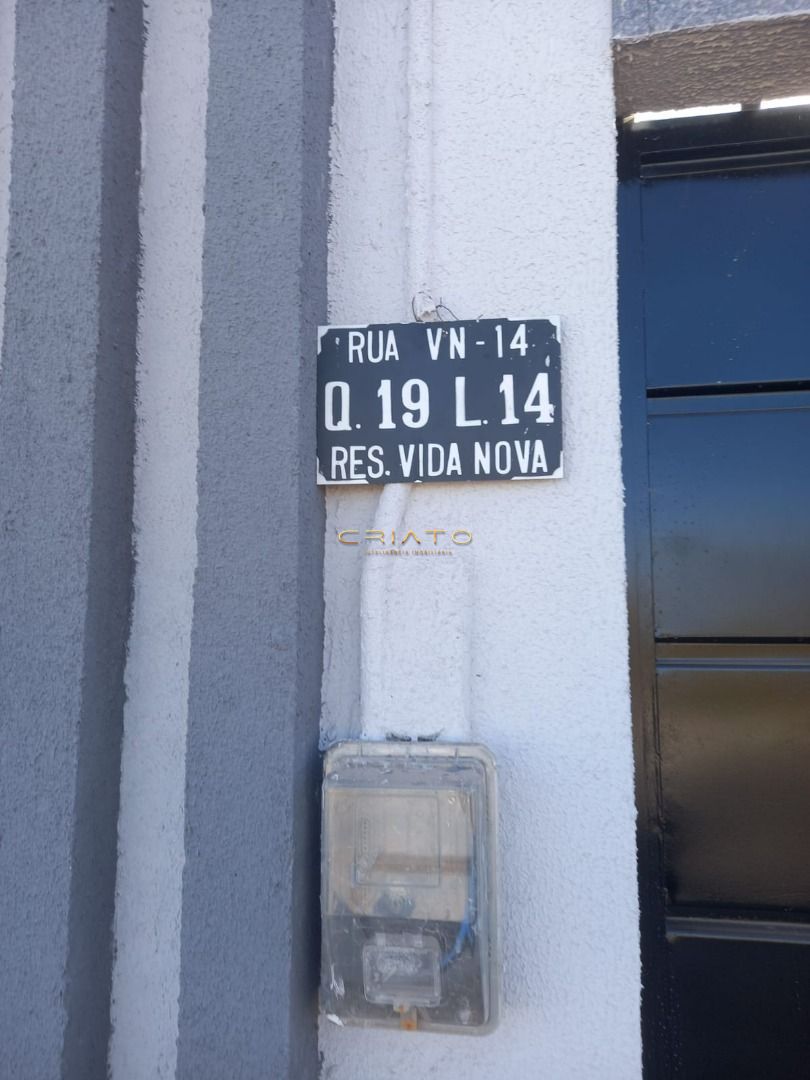 RUA VN-14
Q.19 L.14
RES. VIDA NOVA
CRIATO